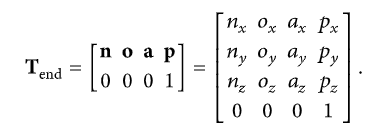 T_end = [n o a p; 0 0 0 1] = [n_x o_x a_x p_x; n_y o_y a_y p_y; n_z o_z a_z p_z; 0 0 0 1].